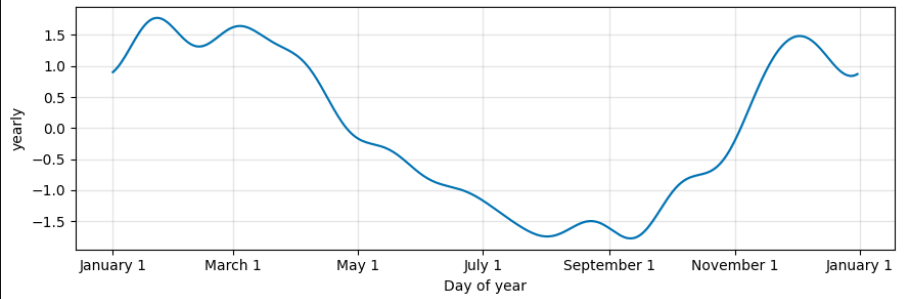 1.5
1.0
0.5
0.0
−0.5
−1.0
−1.5
yearly
January 1 March 1 May 1 July 1 September 1 November 1 January 1
Day of year